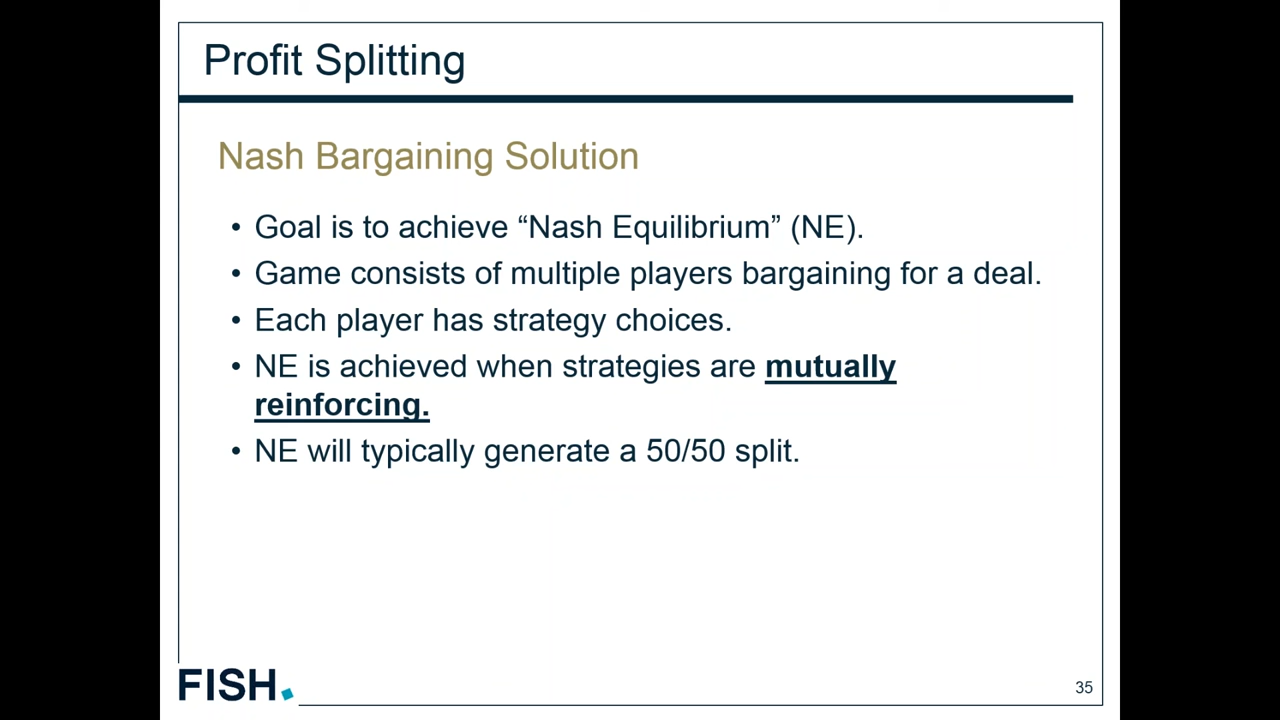 Profit Splitting
Nash Bargaining Solution
• Goal is to achieve “Nash Equilibrium” (NE).
• Game consists of multiple players bargaining for a deal.
• Each player has strategy choices.
• NE is achieved when strategies are mutually
reinforcing.
• NE will typically generate a 50/50 split.
FISH.
35